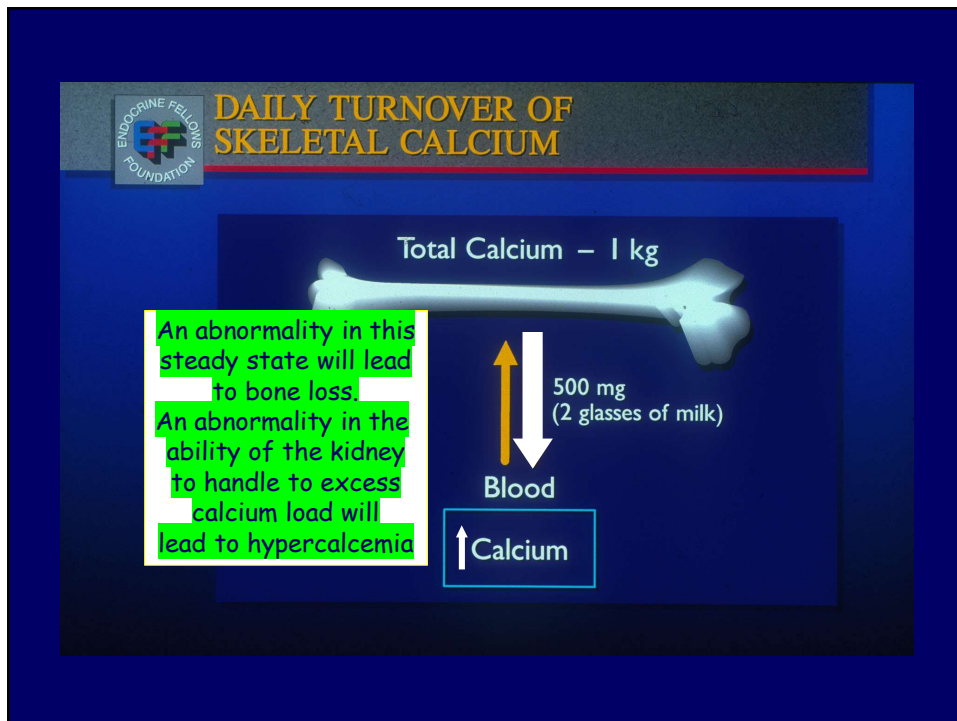 ENDOCRINE FELLOWS
FOUNDATION
DAILY TURNOVER OF
SKELETAL CALCIUM
Total Calcium – 1 kg
An abnormality in this
steady state will lead
to bone loss.
An abnormality in the
ability of the kidney
to handle to excess
calcium load will
lead to hypercalcemia
500 mg
(2 glasses of milk)
Blood
Calcium